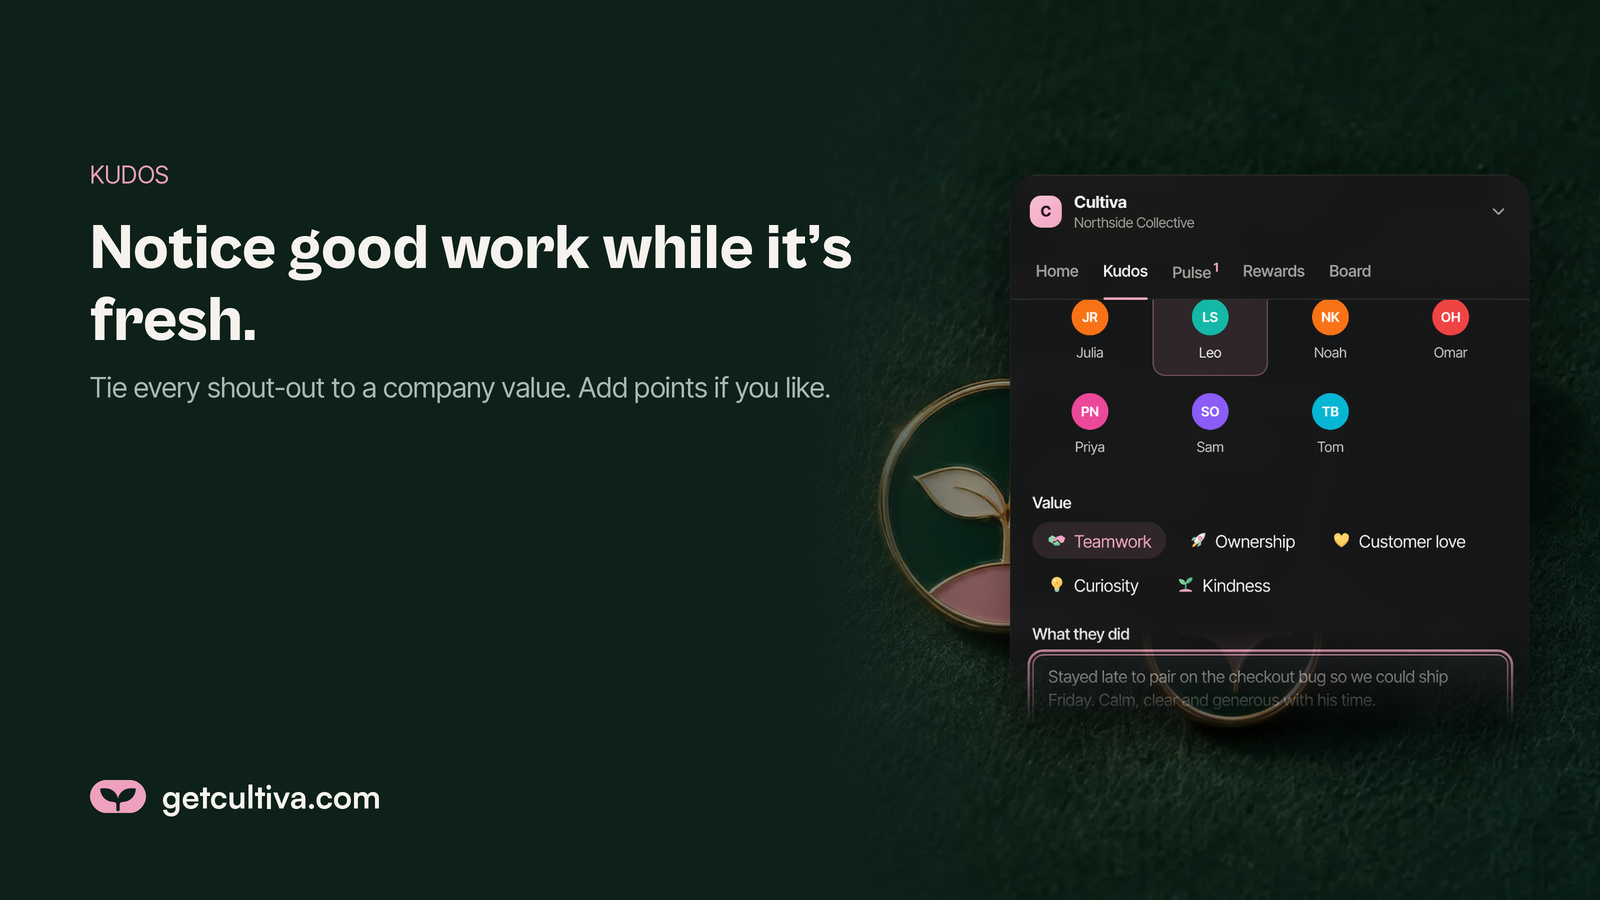 KUDOS
Notice good work while it’s
fresh.
Tie every shout-out to a company value. Add points if you like.
getcultiva.com
C
Cultiva
Northside Collective
Home Kudos Pulse 1 Rewards Board
JR LS NK OH
Julia Leo Noah Omar
PN SO TB
Priya Sam Tom
Value
Teamwork Ownership Customer love
Curiosity Kindness
What they did
Stayed late to pair on the checkout bug so we could ship
Friday. Calm, clear and generous with his time.